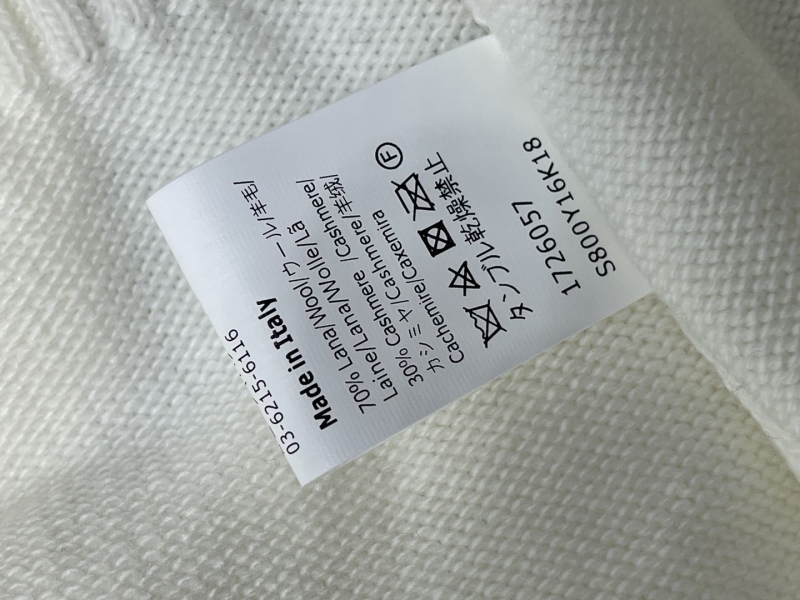 03-6215-6116
Made in Italy
70% Lana/Wool/ウール/羊毛/
Laine/Lana/Wolle/Lã
30% Cashmere /Cashmere/
カシミヤ/Cashmere/羊绒/
Cachemire/Caxemira
F
タンブル乾燥禁止
1726057
S800Y16K18